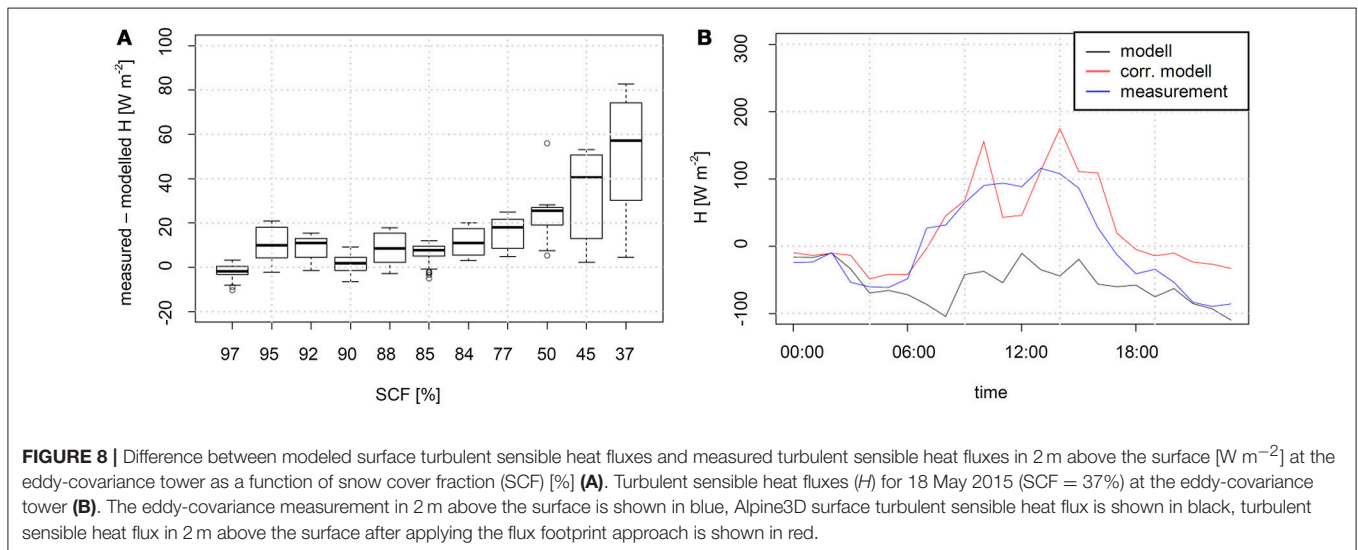 A
measured – modelled H [W m⁻²]
100
80
60
40
20
0
-20
97 95 92 90 88 85 84 77 50 45 37
SCF [%]
B
H [W m⁻²]
300
200
100
0
-100
modell
corr. modell
measurement
00:00 06:00 12:00 18:00
time
FIGURE 8 | Difference between modeled surface turbulent sensible heat fluxes and measured turbulent sensible heat fluxes in 2 m above the surface [W m⁻²] at the
eddy-covariance tower as a function of snow cover fraction (SCF) [%] (A). Turbulent sensible heat fluxes (H) for 18 May 2015 (SCF = 37%) at the eddy-covariance
tower (B). The eddy-covariance measurement in 2 m above the surface is shown in blue, Alpine3D surface turbulent sensible heat flux is shown in black, turbulent
sensible heat flux in 2 m above the surface after applying the flux footprint approach is shown in red.